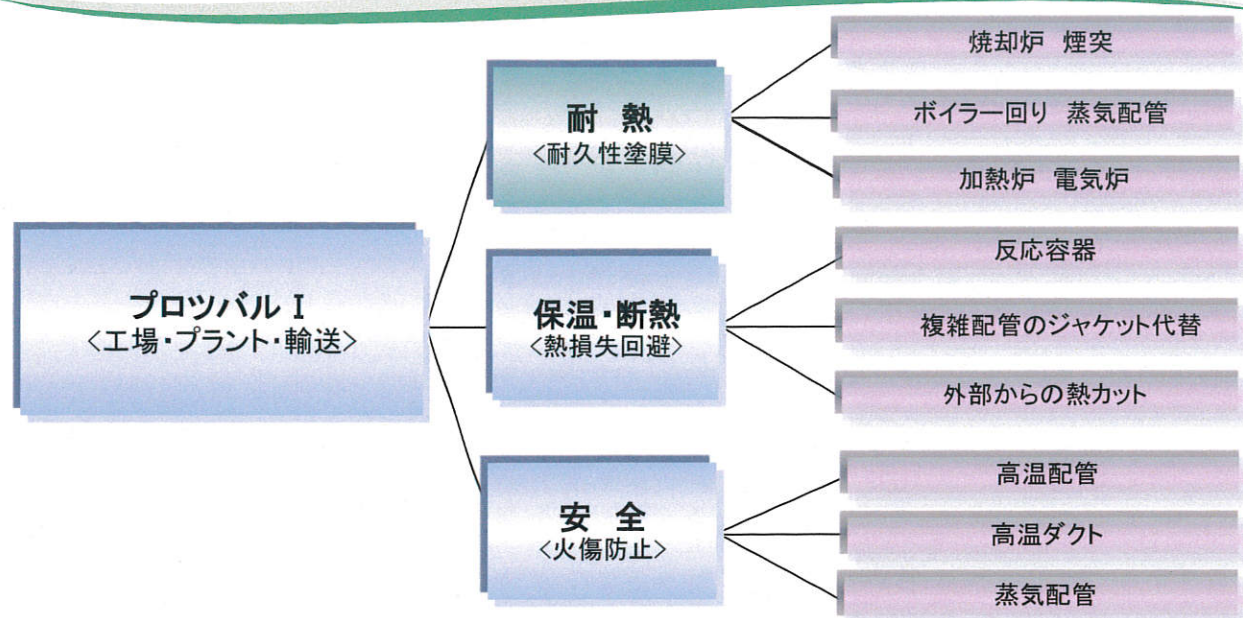 プロツバル I
<工場・プラント・輸送>
耐 熱
<耐久性塗膜>
焼却炉 煙突
ボイラー回り 蒸気配管
加熱炉 電気炉
保温・断熱
<熱損失回避>
反応容器
複雑配管のジャケット代替
外部からの熱カット
安 全
<火傷防止>
高温配管
高温ダクト
蒸気配管